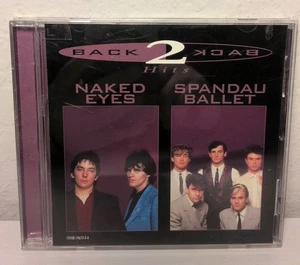 BACK 2 BACK
Hits
NAKED EYES
SPANDAU BALLET